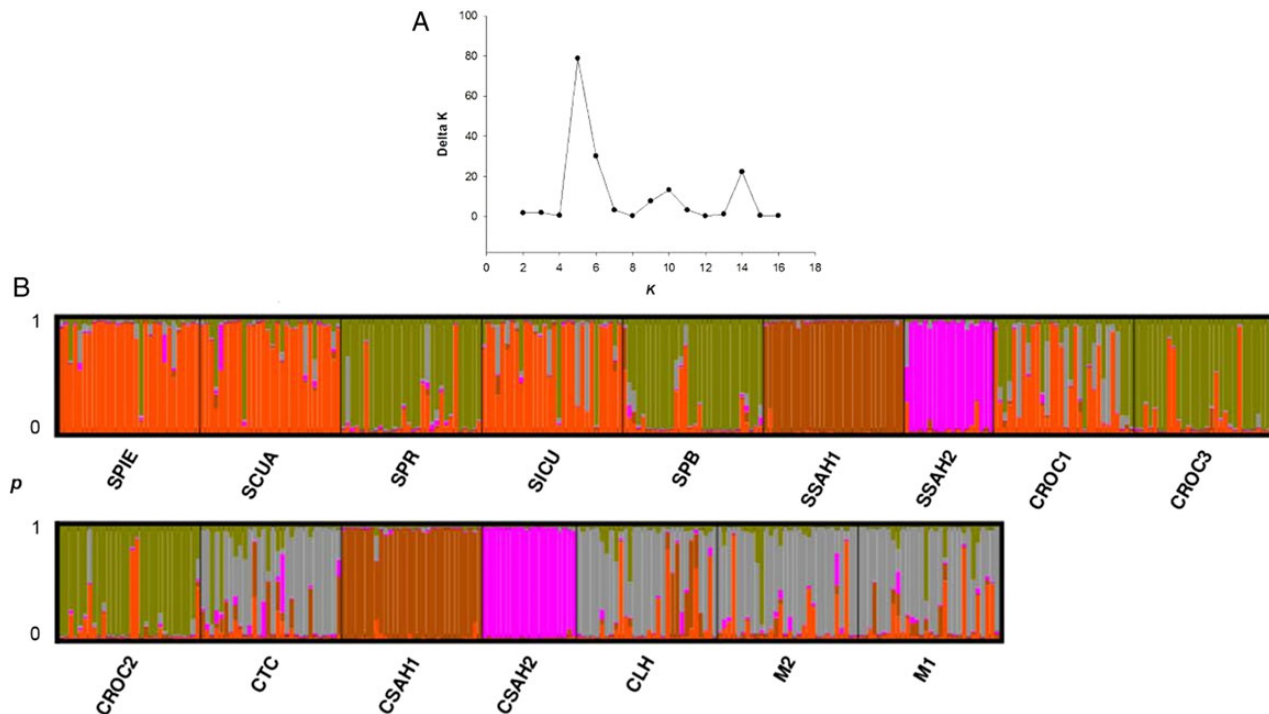 A
100
80
60
40
20
0
Delta K
0 2 4 6 8 10 12 14 16 18
K
B
1
0
SPIE SCUA SPR SICU SPB SSAH1 SSAH2 CROC1 CROC3
p
1
0
CROC2 CTC CSAH1 CSAH2 CLH M2 M1